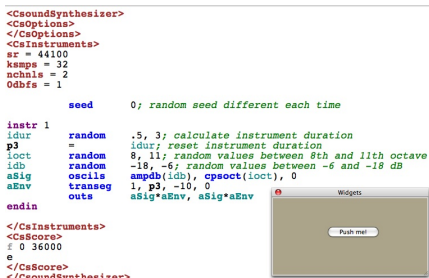 <CsoundSynthesizer>
<CsOptions>
</CsOptions>
<CsInstruments>
sr = 44100
ksmps = 32
nchnls = 2
0dbfs = 1
seed 0; random seed different each time
instr 1
idur random .5, 3; calculate instrument duration
p3 = idur; reset instrument duration
ioct random 8, 11; random values between 8th and 11th octave
idb random -18, -6; random values between -6 and -18 dB
aSig oscils ampdb(idb), cpsoct(ioct), 0
aEnv transeg 1, p3, -10, 0
outs aSig*aEnv, aSig*aEnv
endin
Widgets
Push me!
</CsInstruments>
<CsScore>
f 0 36000
e
</CsScore>
</CsoundSynthesizer>